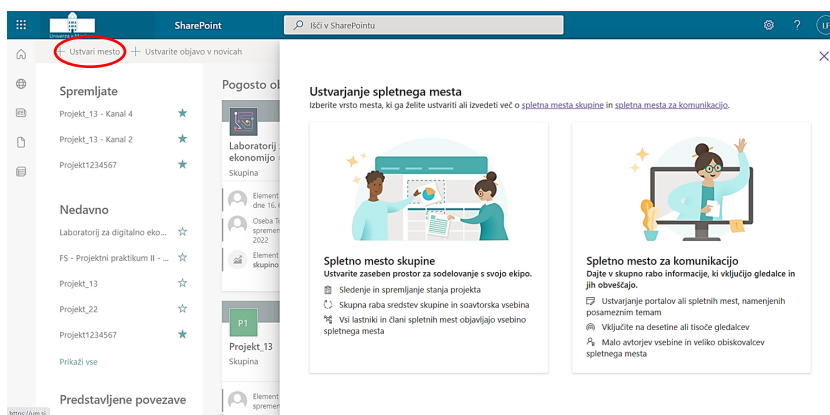 SharePoint
Išči v SharePointu
?
Ustvari mesto
Ustvarite objavo v novicah
Spremljate
Projekt_13 - Kanal 4
Projekt_13 - Kanal 2
Projekt1234567
Nedavno
Laboratorij za digitalno eko...
FS - Projektni praktikum II - ...
Projekt_13
Projekt_22
Projekt1234567
Prikaži vse
Predstavljene povezave
Pogosto ob
Laboratorij
ekonomijo
Skupina
Element
dne 16.
Oseba
spremen
2022
Element
skupino
P1
Projekt_13
Skupina
Element
spremen
Ustvarjanje spletnega mesta
Izberite vrsto mesta, ki ga želite ustvariti ali izvedeti več o spletna mesta skupine in spletna mesta za komunikacijo.
Spletno mesto skupine
Ustvarite zaseben prostor za sodelovanje s svojo ekipo.
Sledenje in spremljanje stanja projekta
Skupna raba sredstev skupine in soavtorska vsebina
Vsi lastniki in člani spletnih mest objavljajo vsebino
spletnega mesta
Spletno mesto za komunikacijo
Dajte v skupno rabo informacije, ki vključijo gledalce in
jih obveščajo.
Ustvarjanje portalov ali spletnih mest, namenjenih
posameznim temam
Vključite na desetine ali tisoče gledalcev
Malo avtorjev vsebine in veliko obiskovalcev
spletnega mesta